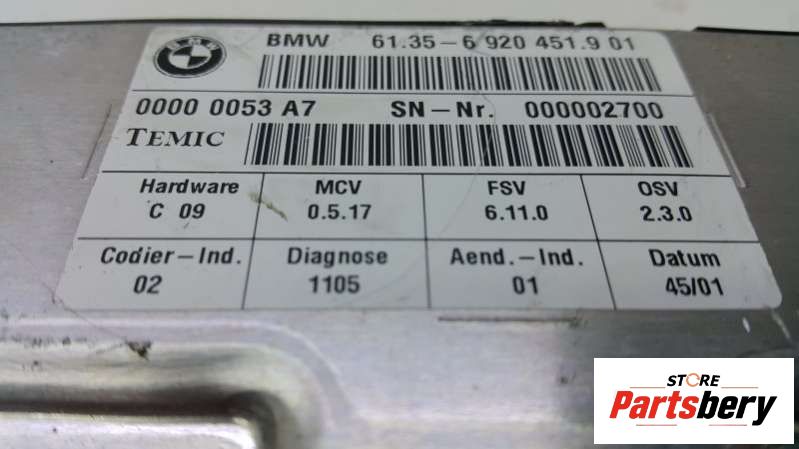 BMW
BMW 61.35-6 920 451.9 01
0000 0053 A7 SN-Nr. 000002700
TEMIC
Hardware MCV FSV OSV
C 09 0.5.17 6.11.0 2.3.0
Codier-Ind. Diagnose Aend.-Ind. Datum
02 1105 01 45/01
STORE
Partsbery